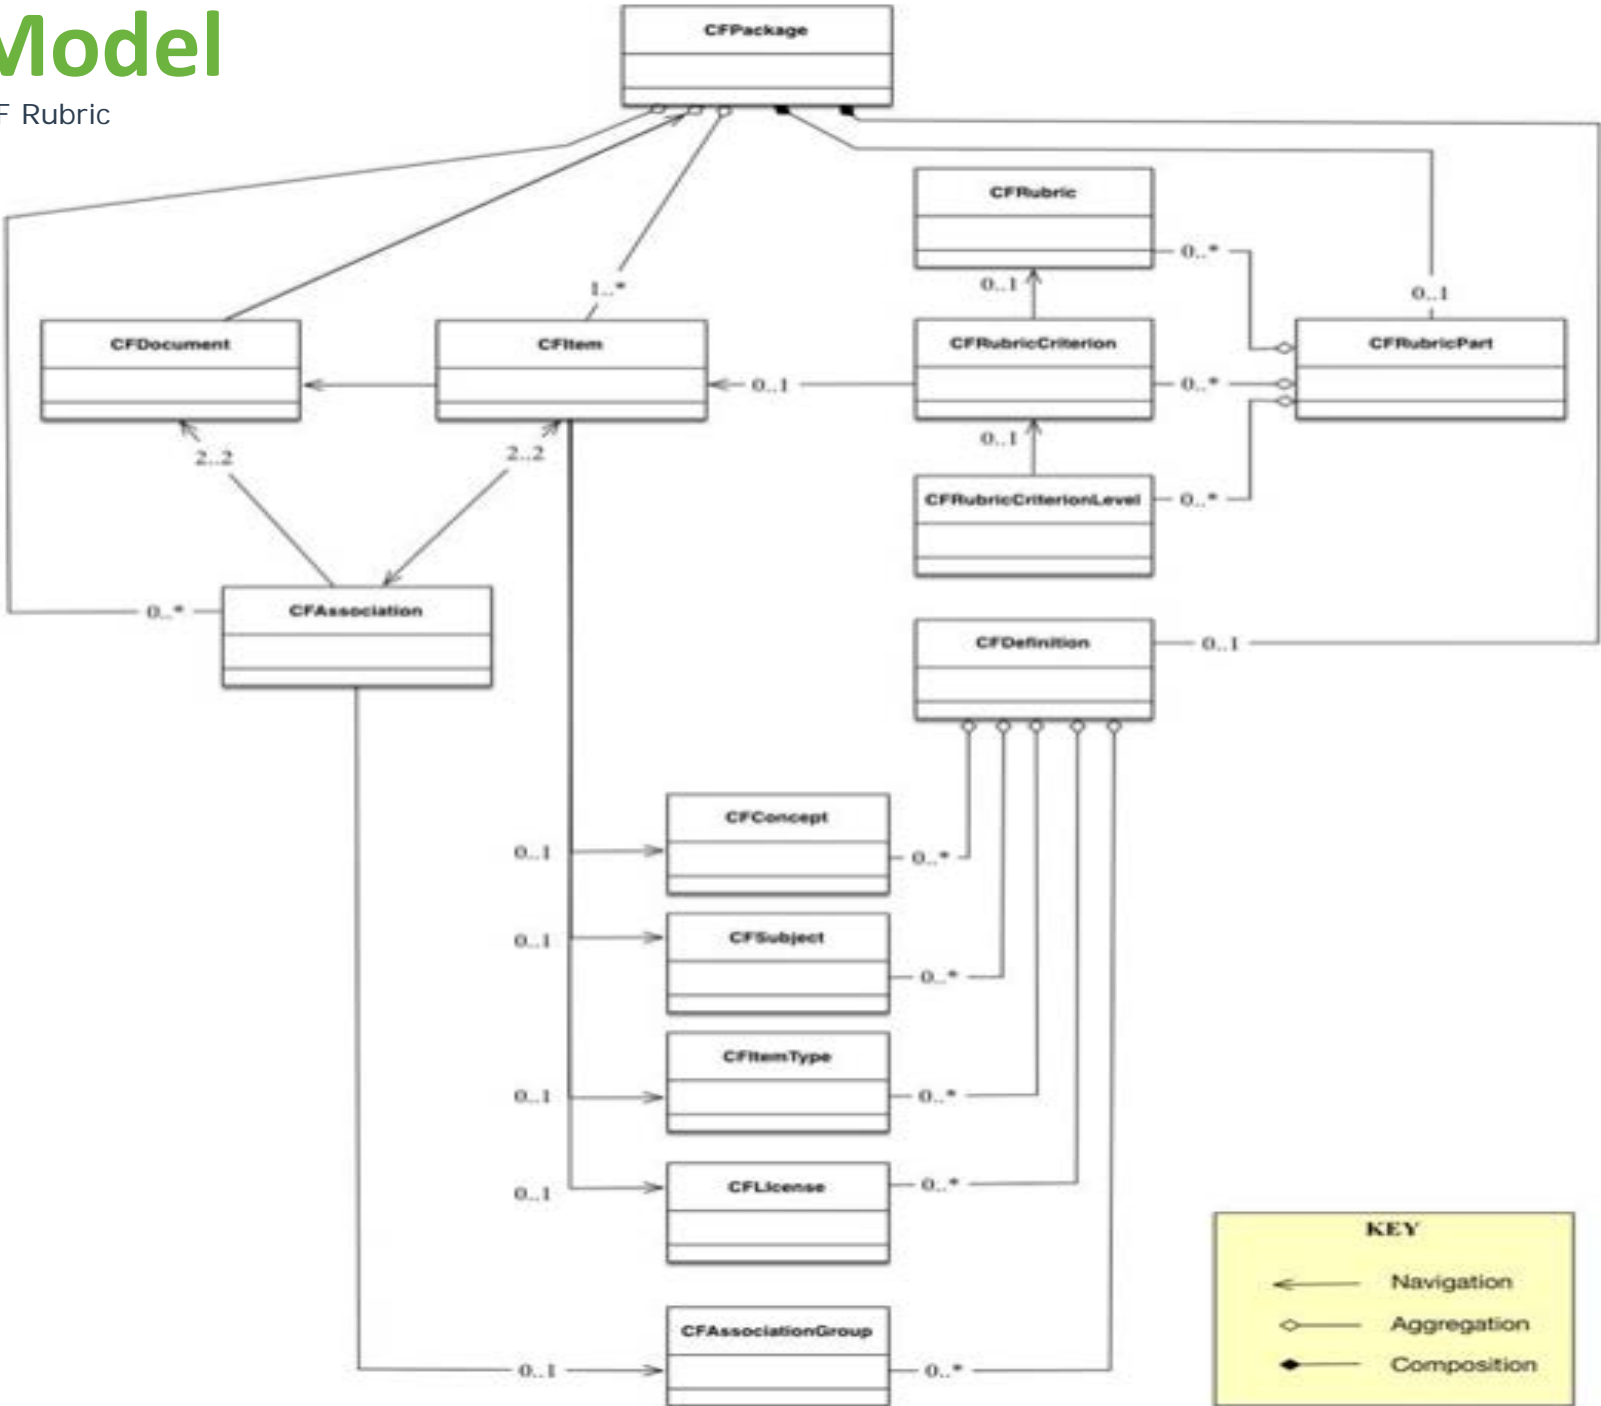 Model
F Rubric
CFPackage
CFRubric
0..*
0..1
0..1
1..*
CFDocument
CFItem
CFRubricCriterion
CFRubricPart
0..1
0..*
2..2
2..2
0..1
CFRubricCriterionLevel
0..*
CFAssociation
0..*
CFDefinition
0..1
CFConcept
0..1
0..*
CFSubject
0..1
0..*
CFItemType
0..1
0..*
CFLicense
0..1
0..*
CFAssociationGroup
0..1
0..*
KEY
Navigation
Aggregation
Composition